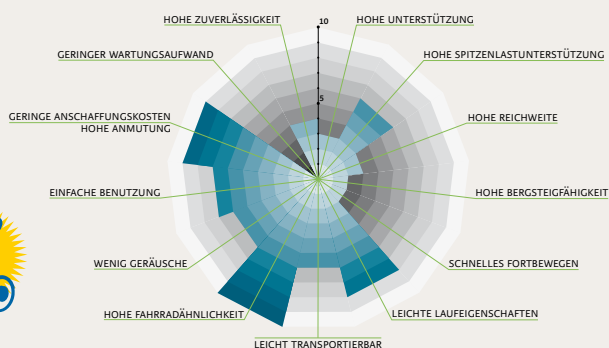 HOHE ZUVERLÄSSIGKEIT
10
HOHE UNTERSTÜTZUNG
GERINGER WARTUNGSAUFWAND
HOHE SPITZENLASTUNTERSTÜTZUNG
5
GERINGE ANSCHAFFUNGSKOSTEN
HOHE ANMUTUNG
HOHE REICHWEITE
EINFACHE BENUTZUNG
HOHE BERGSTEIGFÄHIGKEIT
WENIG GERÄUSCHE
SCHNELLES FORTBEWEGEN
HOHE FAHRRADÄHNLICHKEIT
LEICHTE LAUFEIGENSCHAFTEN
LEICHT TRANSPORTIERBAR